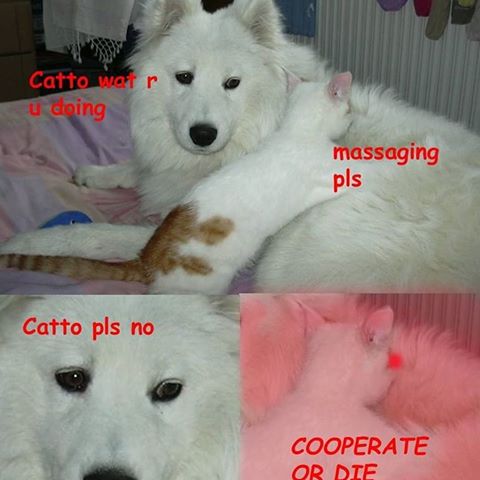 Catto wat r
u doing
massaging
pls
Catto pls no
COOPERATE
OR DIE